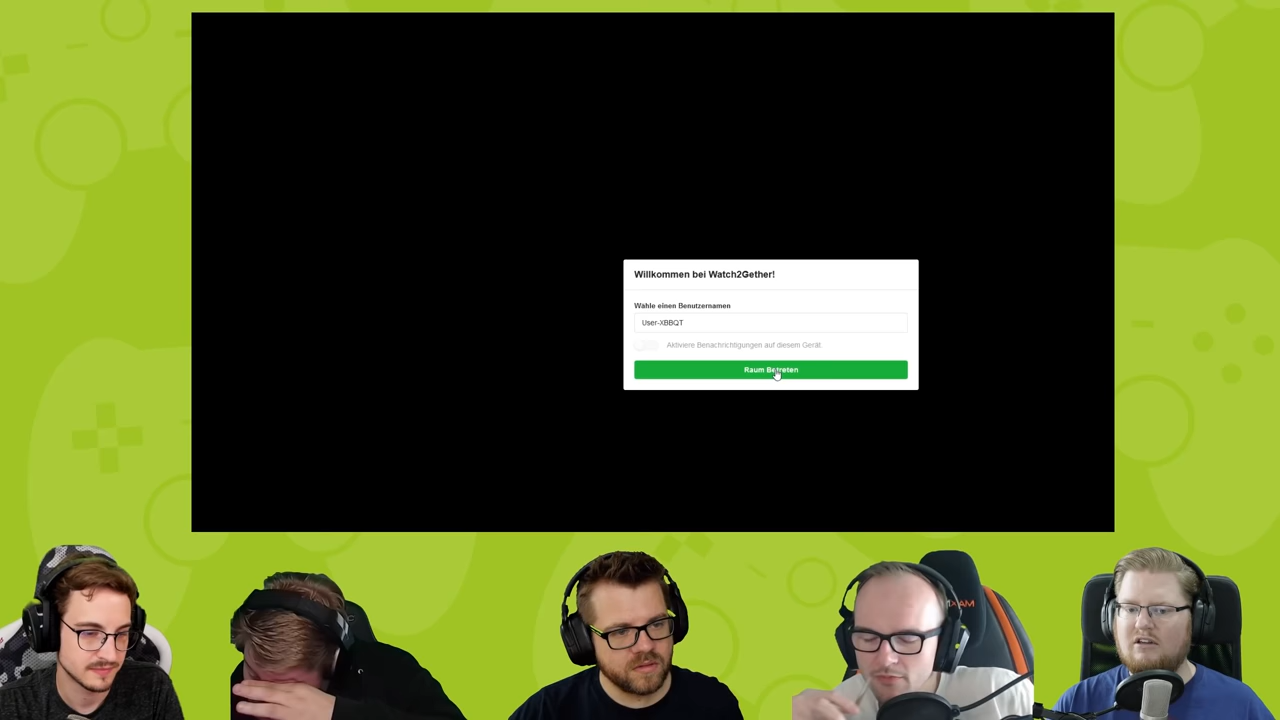 Willkommen bei Watch2Gether!
Wähle einen Benutzernamen
User-XBBQT
Aktiviere Benachrichtigungen auf diesem Gerät.
Raum Betreten